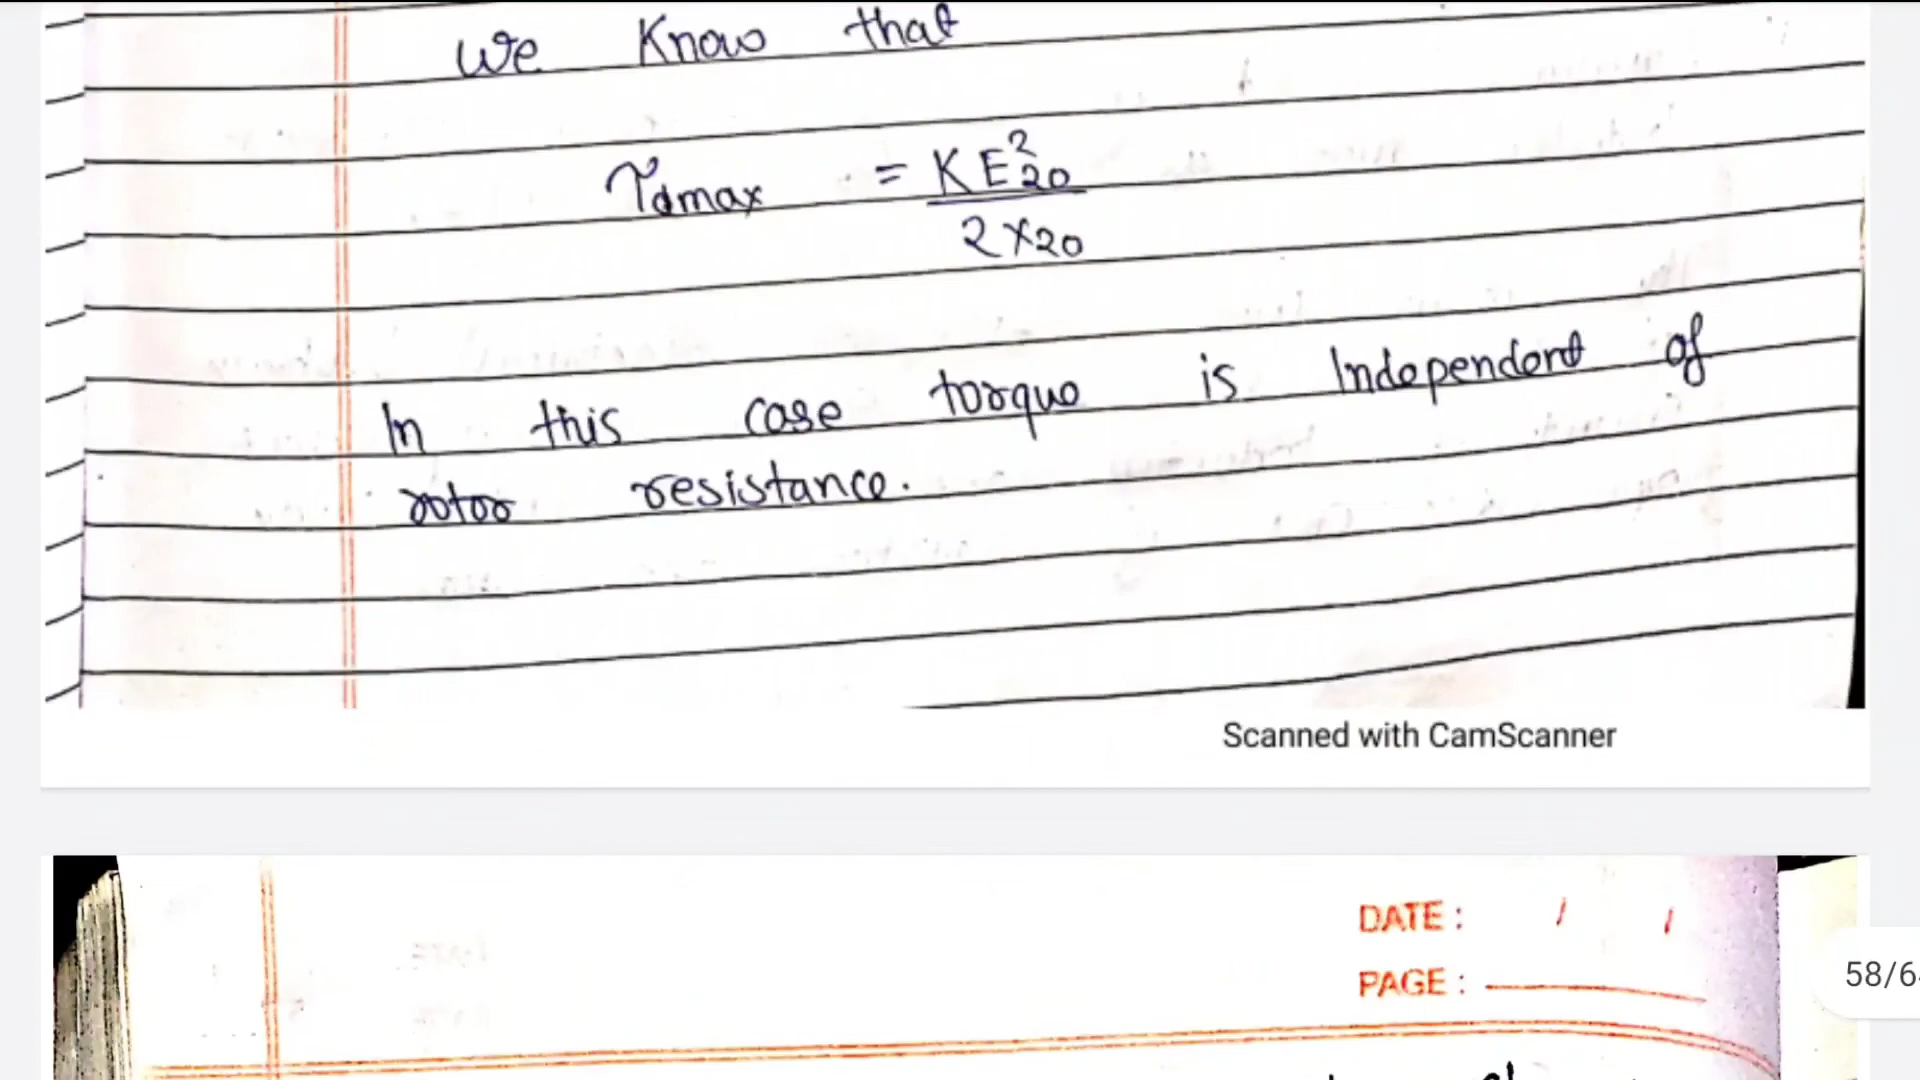 We Know that
τdmax = KE²20
2X20
In this case torque is Independent of
rotor resistance.
Scanned with CamScanner
DATE : / /
PAGE :
58/6